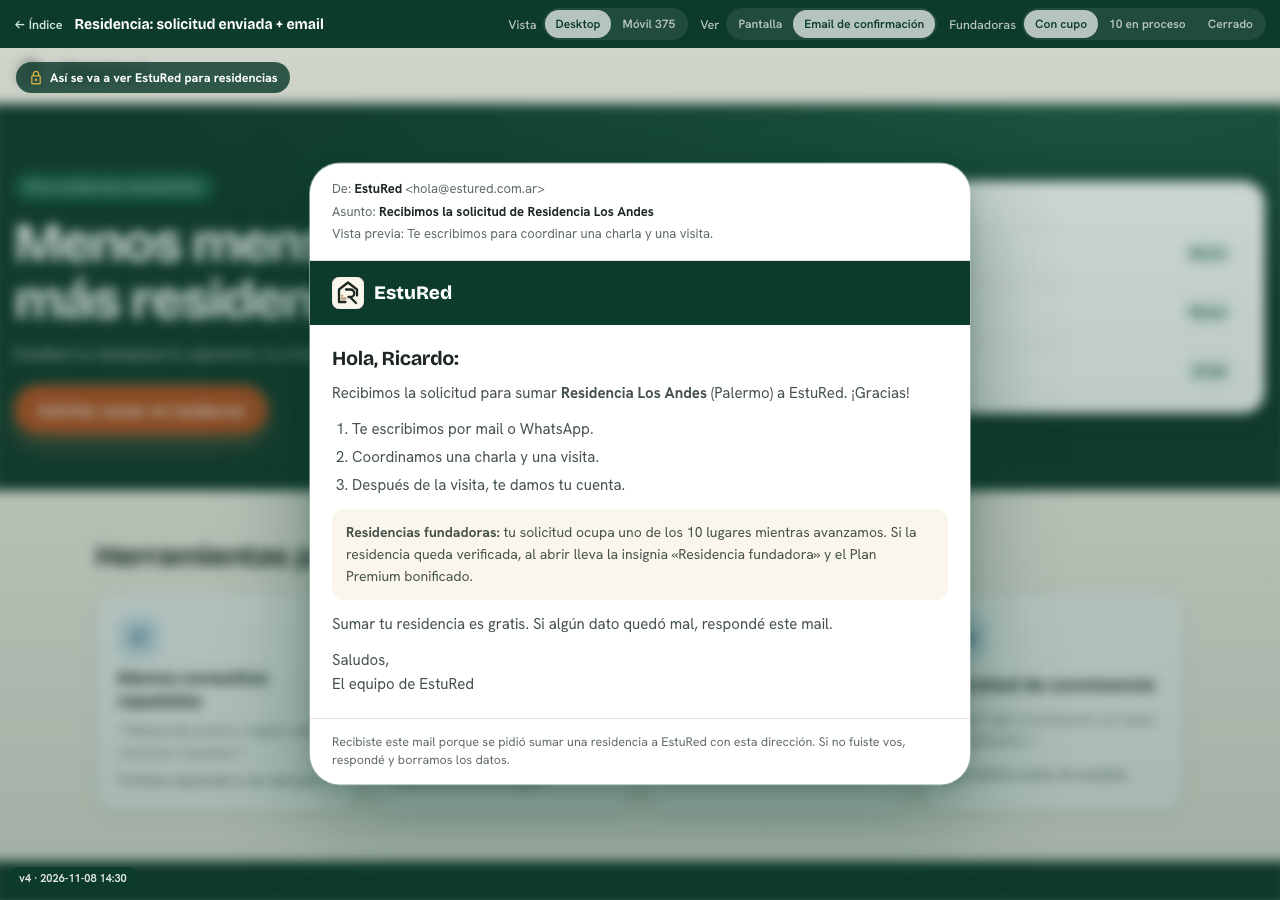 ← Índice Residencia: solicitud enviada + email Vista Desktop Móvil 375 Ver Pantalla Email de confirmación Fundadoras Con cupo 10 en proceso Cerrado
Así se va a ver EstuRed para residencias
De: EstuRed <hola@estured.com.ar>
Asunto: Recibimos la solicitud de Residencia Los Andes
Vista previa: Te escribimos para coordinar una charla y una visita.
EstuRed
Hola, Ricardo:
Recibimos la solicitud para sumar Residencia Los Andes (Palermo) a EstuRed. ¡Gracias!
1. Te escribimos por mail o WhatsApp.
2. Coordinamos una charla y una visita.
3. Después de la visita, te damos tu cuenta.
Residencias fundadoras: tu solicitud ocupa uno de los 10 lugares mientras avanzamos. Si la
residencia queda verificada, al abrir lleva la insignia «Residencia fundadora» y el Plan
Premium bonificado.
Sumar tu residencia es gratis. Si algún dato quedó mal, respondé este mail.
Saludos,
El equipo de EstuRed
Recibiste este mail porque se pidió sumar una residencia a EstuRed con esta dirección. Si no fuiste vos,
respondé y borramos los datos.
Menos
más
Herramientas
Menos consultas
repetidas
de convivencia
v4 · 2026-11-08 14:30